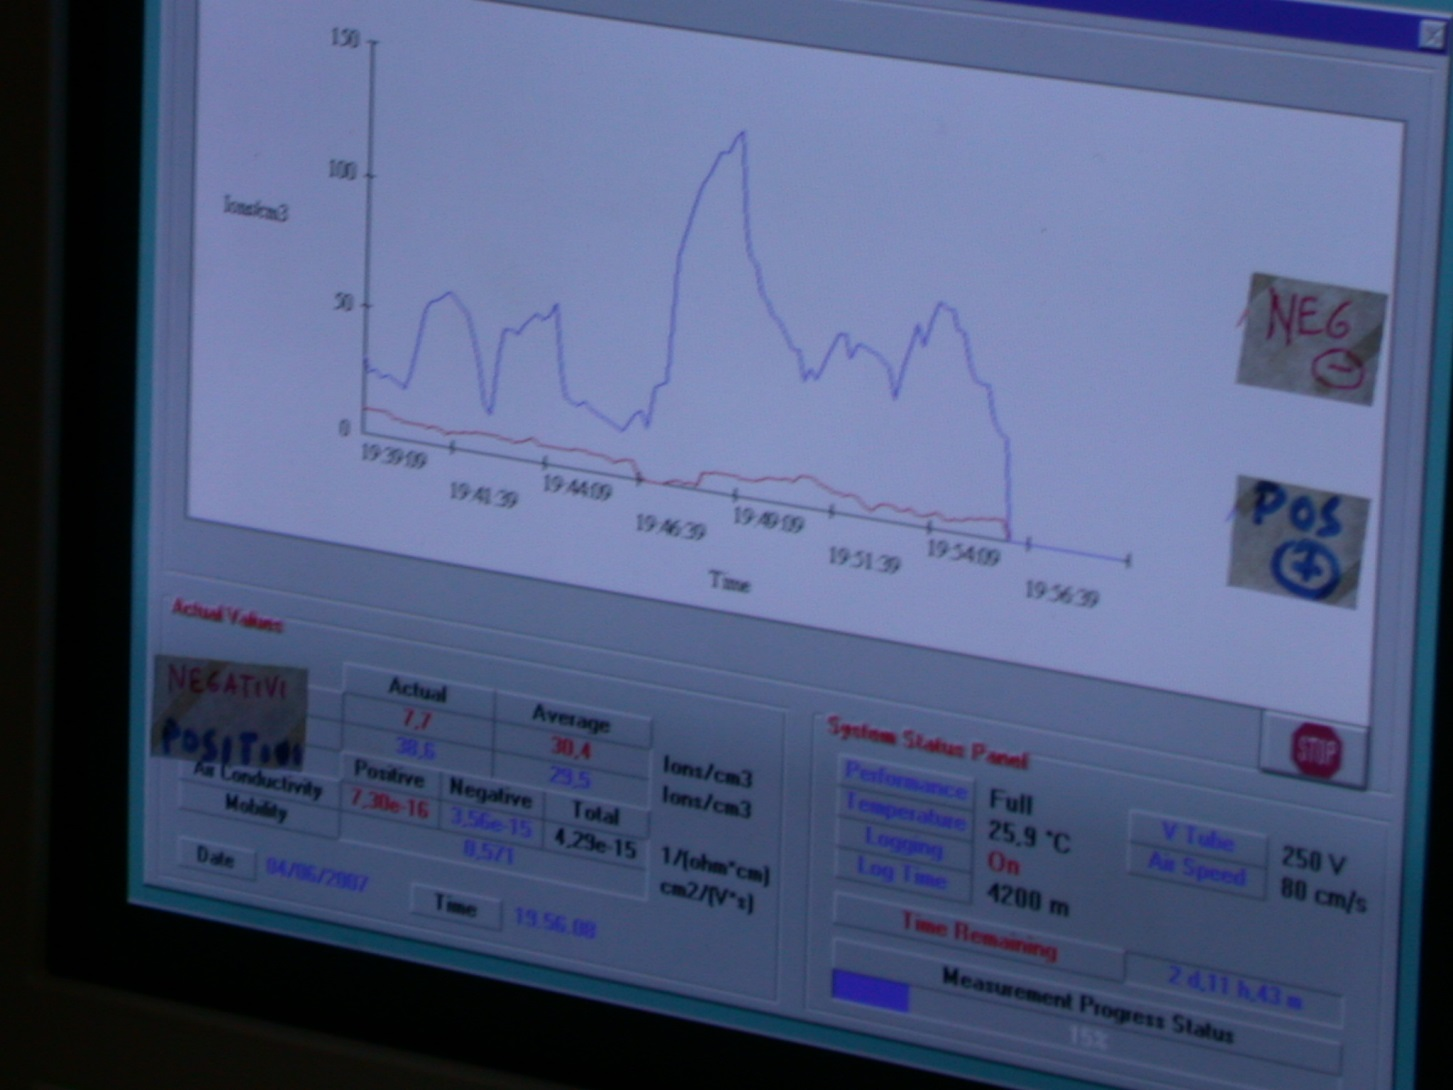 150
100
Ions/cm3
50
0
19:39:09
19:41:39
19:44:09
19:46:39
19:49:09
19:51:39
19:54:09
19:56:39
Time
NEG
-
POS
+
Actual Values
NEGATIVI
POSITIVI
Actual Average
7,7 30,4 Ions/cm3
38,6 29,5 Ions/cm3
Positive Negative Total
Air Conductivity 7,30e-16 3,56e-15 4,29e-15 1/(ohm*cm)
Mobility 0,571 cm2/(V*s)
Date 04/06/2007 Time 19.56.08
STOP
System Status Panel
Performance Full
Temperature 25,9 °C
Logging On
Log Time 4200 m
V Tube 250 V
Air Speed 80 cm/s
Time Remaining 2 d,11 h,43 m
Measurement Progress Status
15%